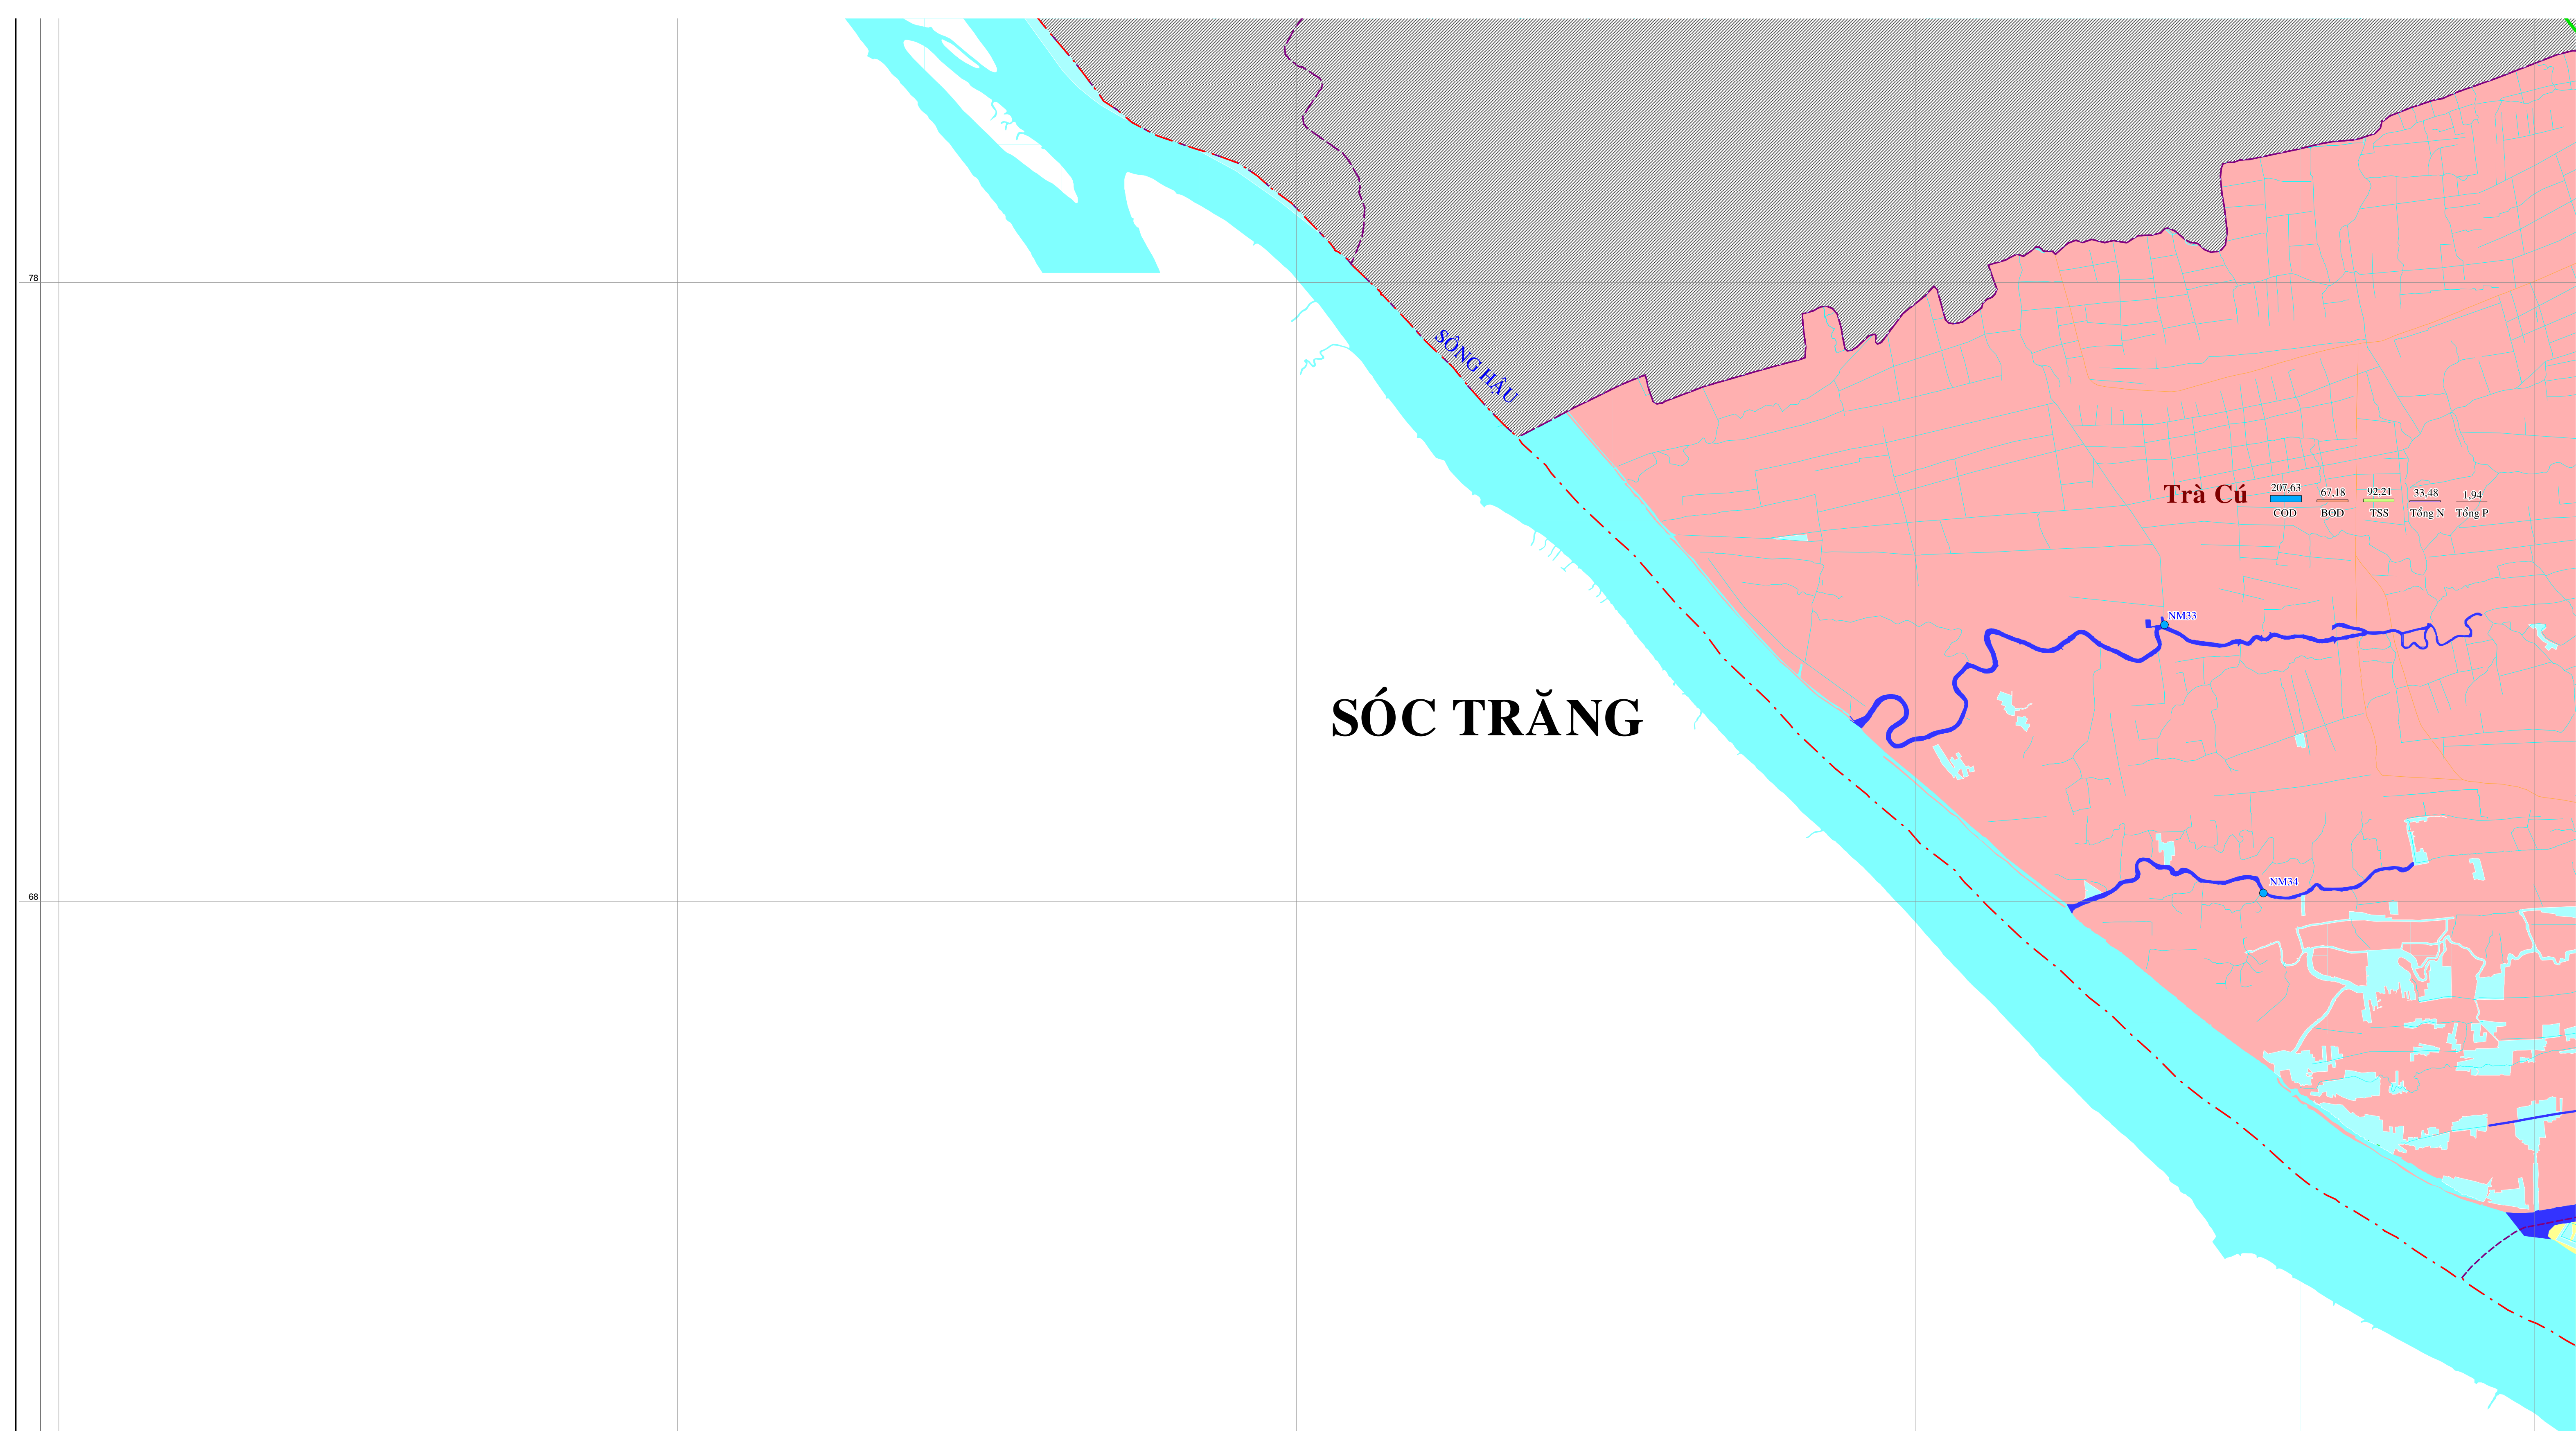 78
SÔNG HẬU
Trà Cú
207,63 67,18 92,21 33,48 1,94
COD BOD TSS Tổng N Tổng P
NM33
SÓC TRĂNG
NM34
68